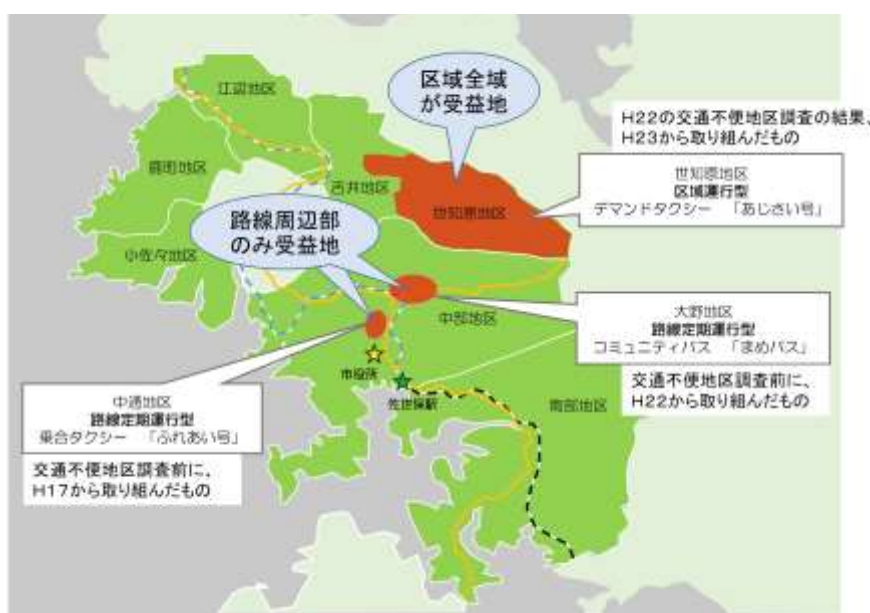 区域全域
が受益地
H22の交通不便地区調査の結果、
H23から取り組んだもの
世知原地区
区域運行型
デマンドタクシー 「あじさい号」
江迎地区
鹿町地区
吉井地区
世知原地区
路線周辺部
のみ受益地
小佐々地区
中部地区
大野地区
路線定期運行型
コミュニティバス 「まめバス」
交通不便地区調査前に、
H22から取り組んだもの
市役所
佐世保駅
南部地区
中通地区
路線定期運行型
乗合タクシー 「ふれあい号」
交通不便地区調査前に、
H17から取り組んだもの